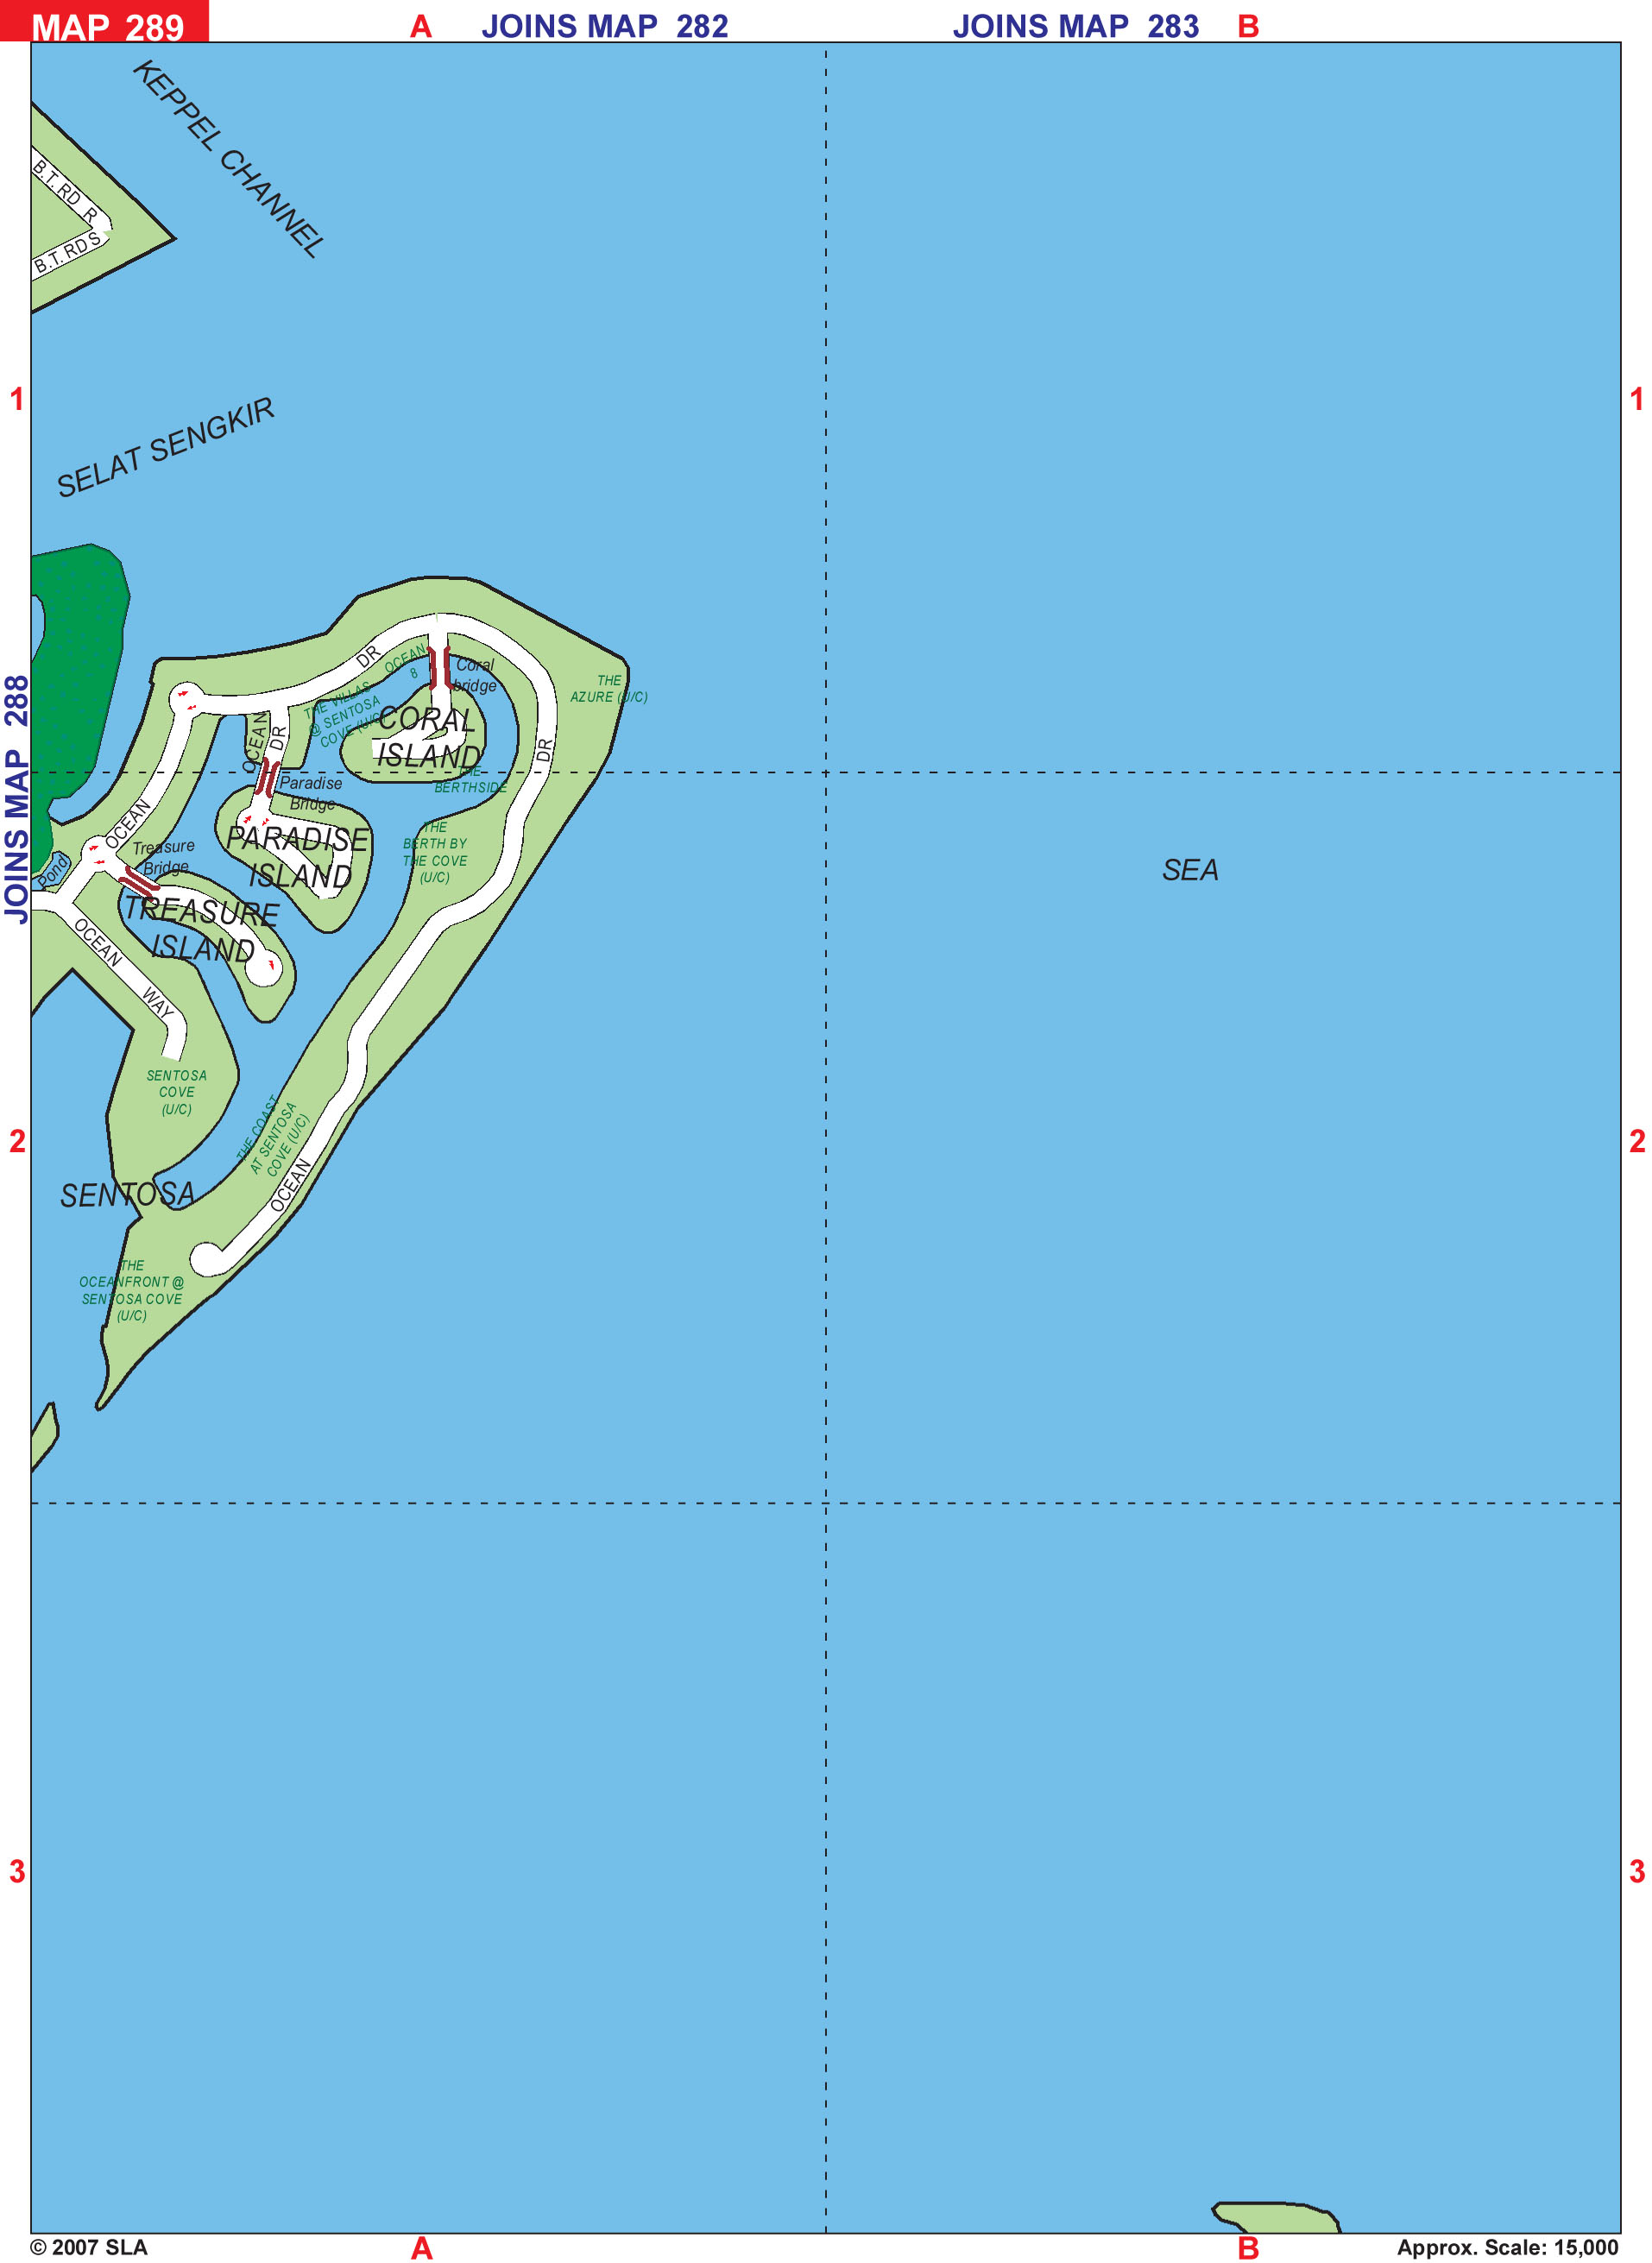 MAP 289
A
JOINS MAP 282
JOINS MAP 283
B
KEPPEL CHANNEL
B.T. RD R
B.T. RD S
1
1
SELAT SENGKIR
JOINS MAP 288
DR
OCEAN
8
Coral
bridge
THE
AZURE (U/C)
THE VILLAS
@ SENTOSA
COVE (U/C)
CORAL
ISLAND
OCEAN
DR
DR
THE
BERTHSIDE
Paradise
Bridge
OCEAN
THE
BERTH BY
THE COVE
(U/C)
PARADISE
ISLAND
Treasure
Bridge
Pond
SEA
TREASURE
ISLAND
OCEAN
WAY
SENTOSA
COVE
(U/C)
THE COAST
AT SENTOSA
COVE (U/C)
2
2
OCEAN
SENTOSA
THE
OCEANFRONT @
SENTOSA COVE
(U/C)
3
3
© 2007 SLA
A
B
Approx. Scale: 15,000